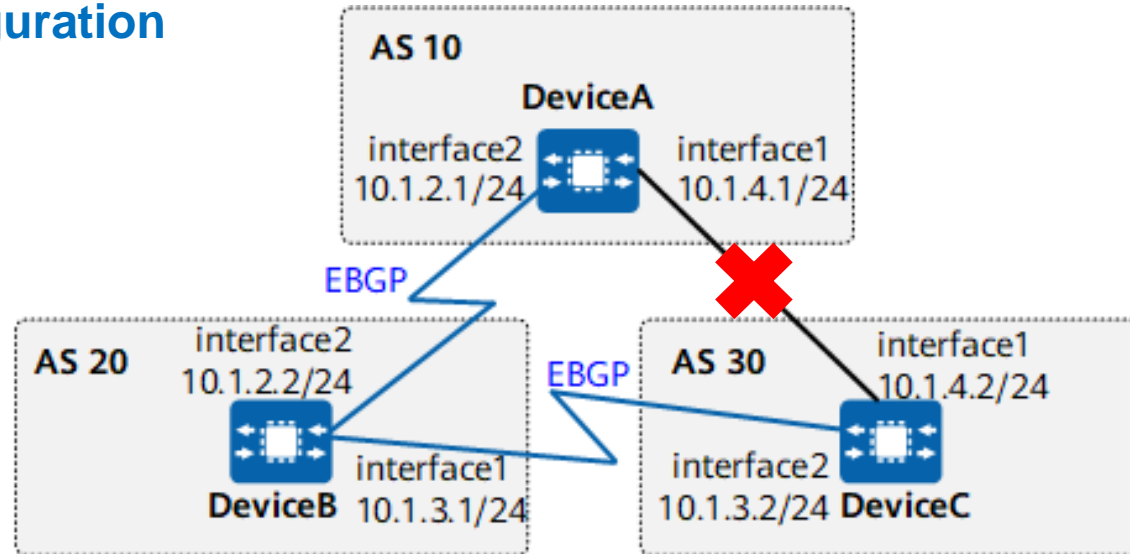 guration
AS 10
DeviceA
interface2
10.1.2.1/24
interface1
10.1.4.1/24
EBGP
AS 20
interface2
10.1.2.2/24
DeviceB
interface1
10.1.3.1/24
EBGP
AS 30
interface1
10.1.4.2/24
interface2
10.1.3.2/24
DeviceC